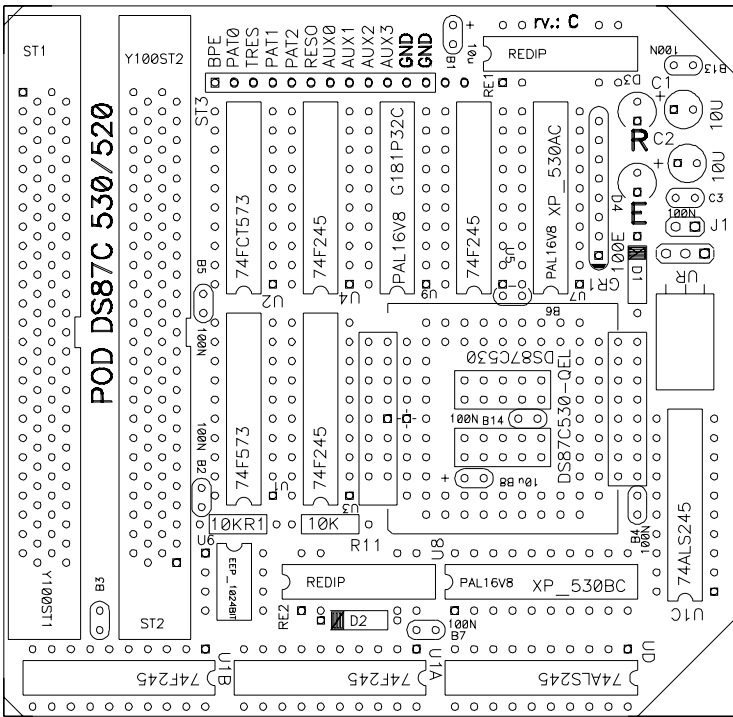 ST1
Y100ST2
BPE
PAT0
TRES
PAT1
PAT2
RESO
AUX0
AUX1
AUX2
AUX3
GND
GND
+
10u
B1
rv.: C
REDIP
RE1
D3
100N
B13
C1
+
10U
R
C2
+
10U
ST3
POD DS87C 530/520
74FCT573
74F245
PAL16V8 G181P32C
74F245
PAL16V8 XP_530AC
D4
E
C3
100N
J1
100E
GR1
D1
UR
B5
100N
U2
U4
U9
U5
B6
U7
DS87C530
DS87C530-QEL
100N B14
+
10u B8
74F573
74F245
B2
100N
U1
U3
10KR1
10K
R11
U6
U8
B4
100N
74ALS245
U1C
EEP_1024BIT
REDIP
PAL16V8 XP_530BC
RE2
D2
100N
B7
B3
Y100ST1
ST2
U1B
74F245
U1A
74F245
UD
74ALS245